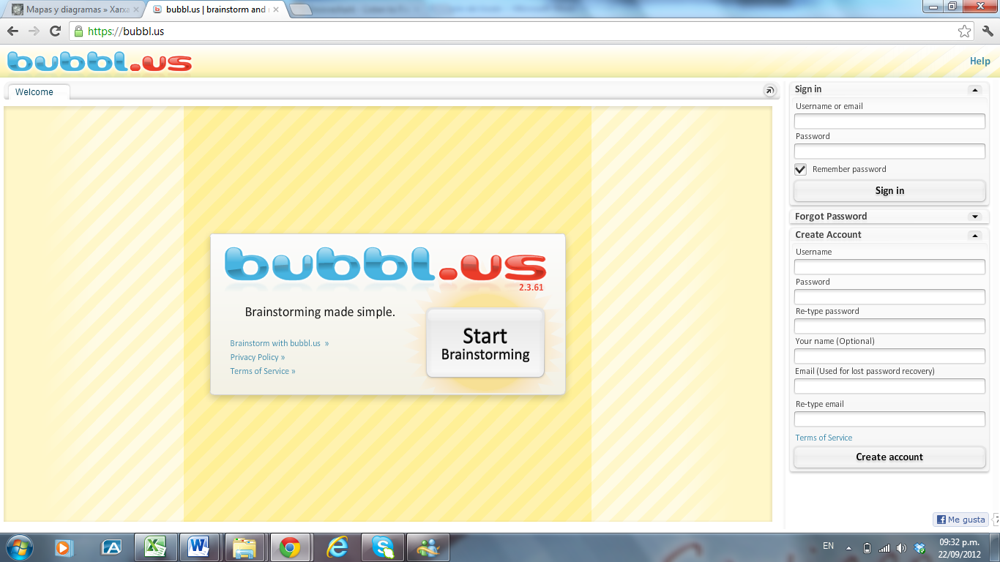 Mapas y diagramas » Xarxa
bubbl.us | brainstorm and
https://bubbl.us
bubbl.us
Help
Welcome
bubbl.us
2.3.61
Brainstorming made simple.
Brainstorm with bubbl.us »
Privacy Policy »
Terms of Service »
Start
Brainstorming
Sign in
Username or email
Password
Remember password
Sign in
Forgot Password
Create Account
Username
Password
Re-type password
Your name (Optional)
Email (Used for lost password recovery)
Re-type email
Terms of Service
Create account
Me gusta
EN
09:32 p.m.
22/09/2012